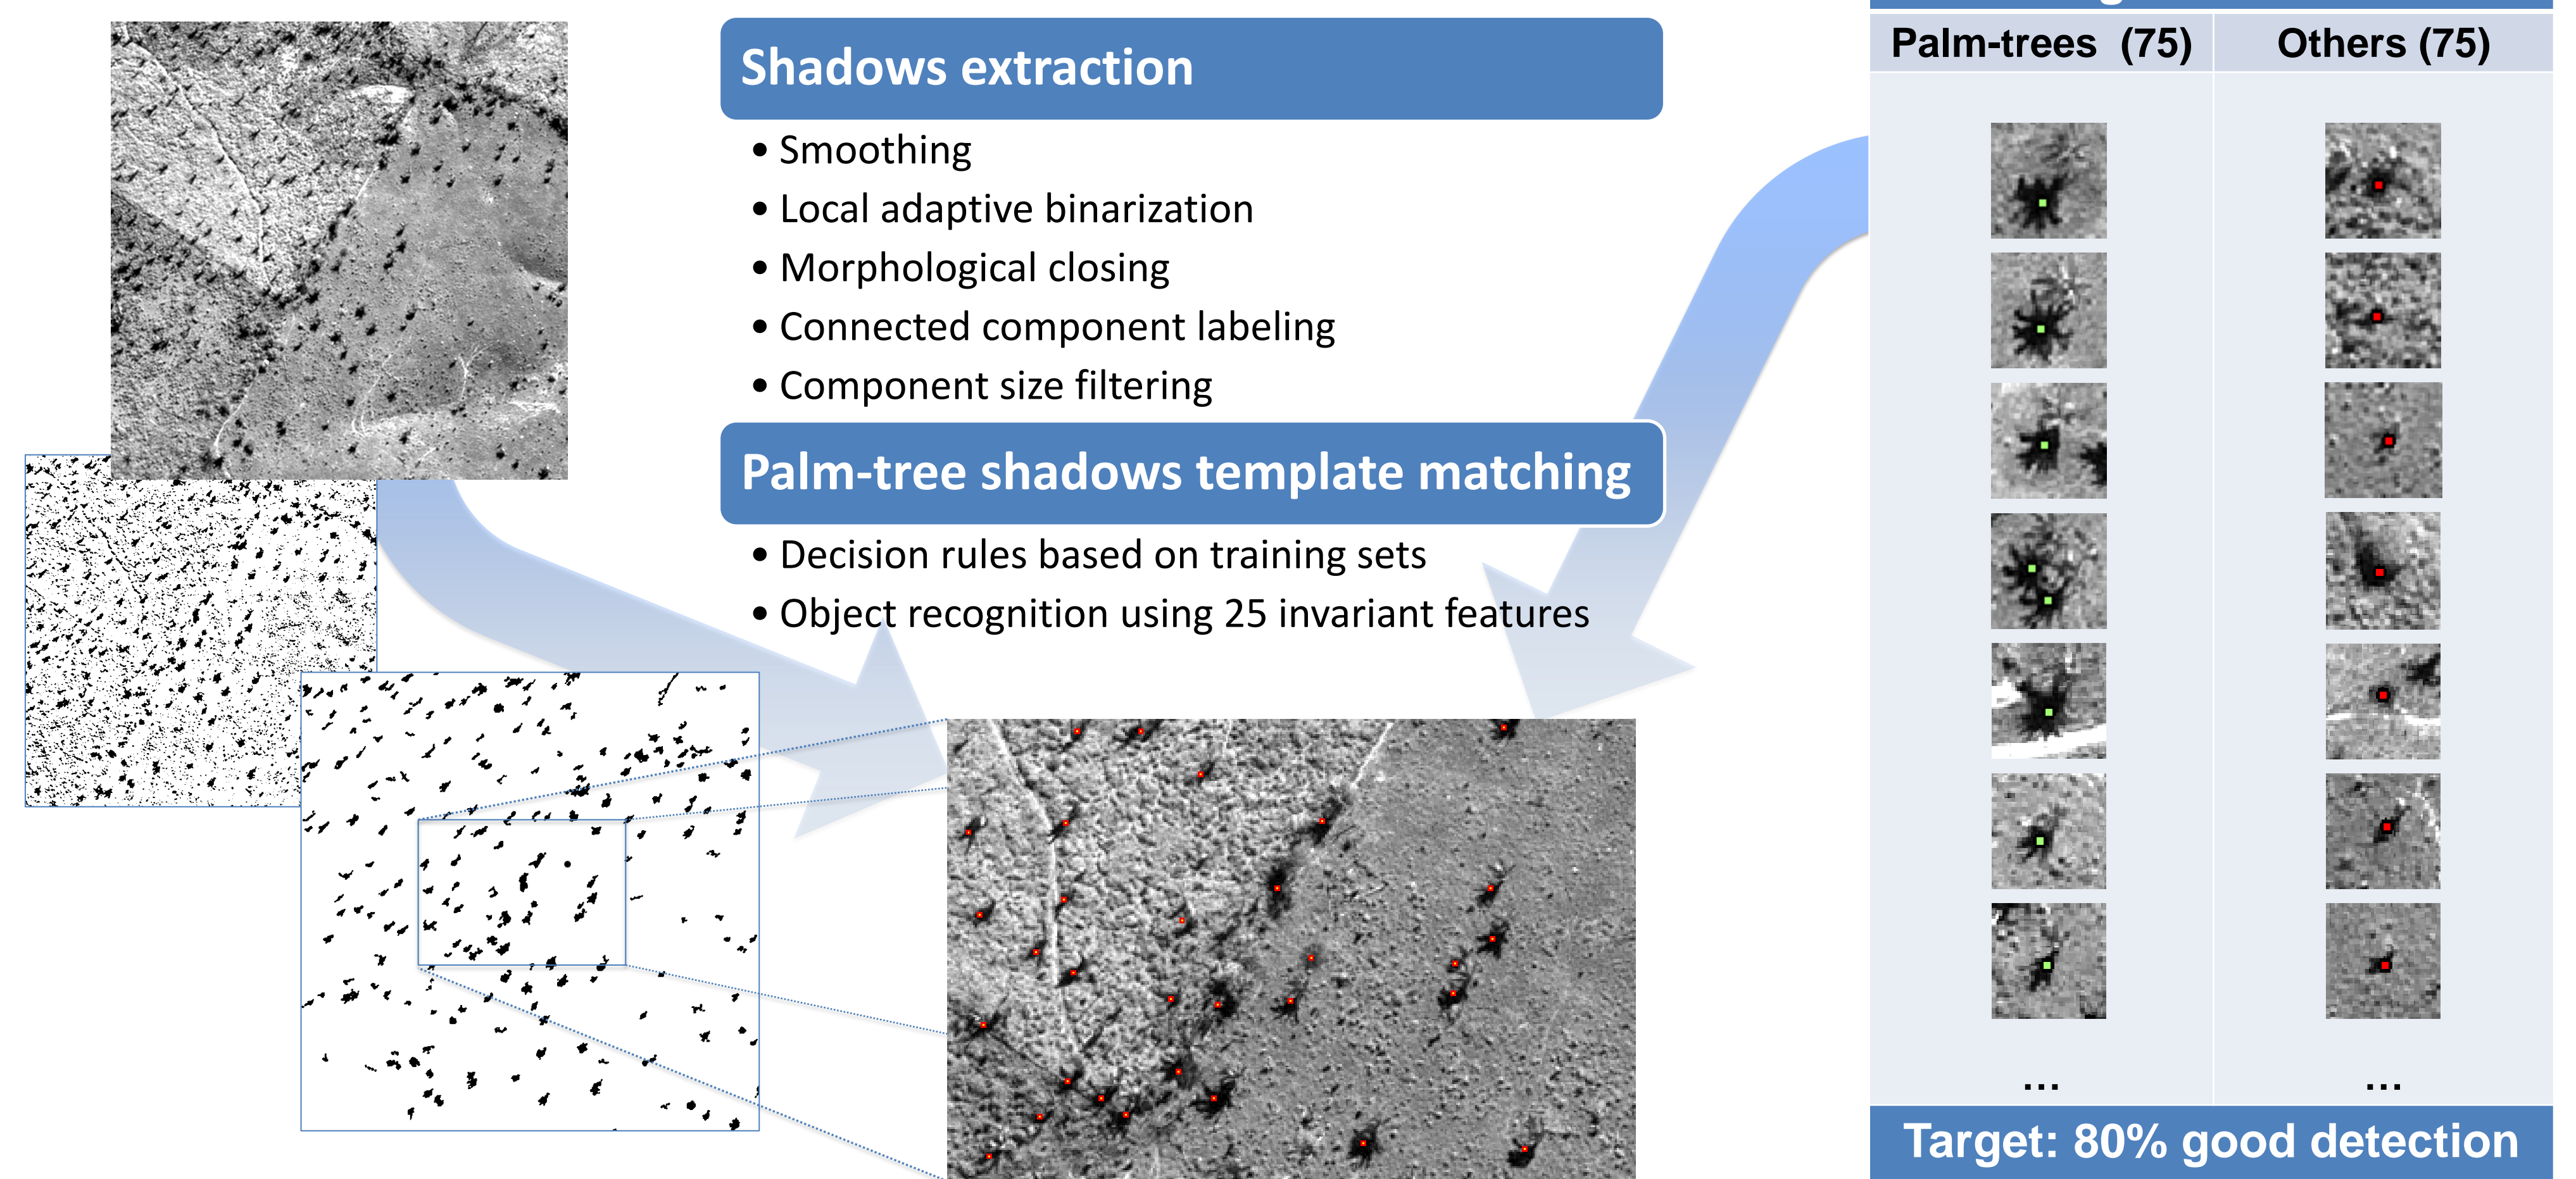 Shadows extraction
• Smoothing
• Local adaptive binarization
• Morphological closing
• Connected component labeling
• Component size filtering
Palm-tree shadows template matching
• Decision rules based on training sets
• Object recognition using 25 invariant features
Palm-trees (75)
Others (75)
...
...
Target: 80% good detection